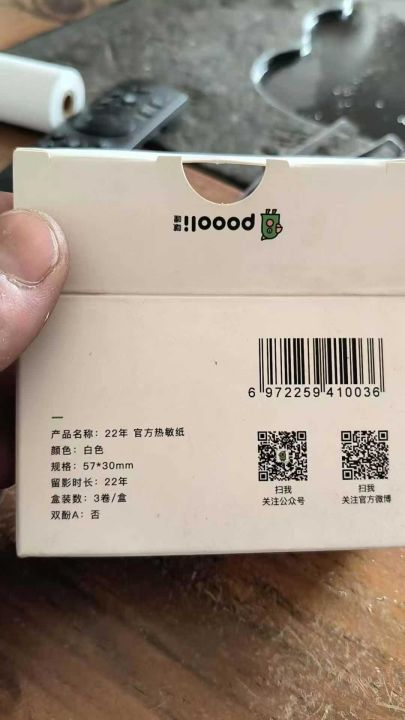 poooli
噗哩
6 972259 410036
产品名称：22年 官方热敏纸
颜色：白色
规格：57*30mm
留影时长：22年
盒装数：3卷/盒
双酚A：否
扫我
关注公众号
扫我
关注官方微博